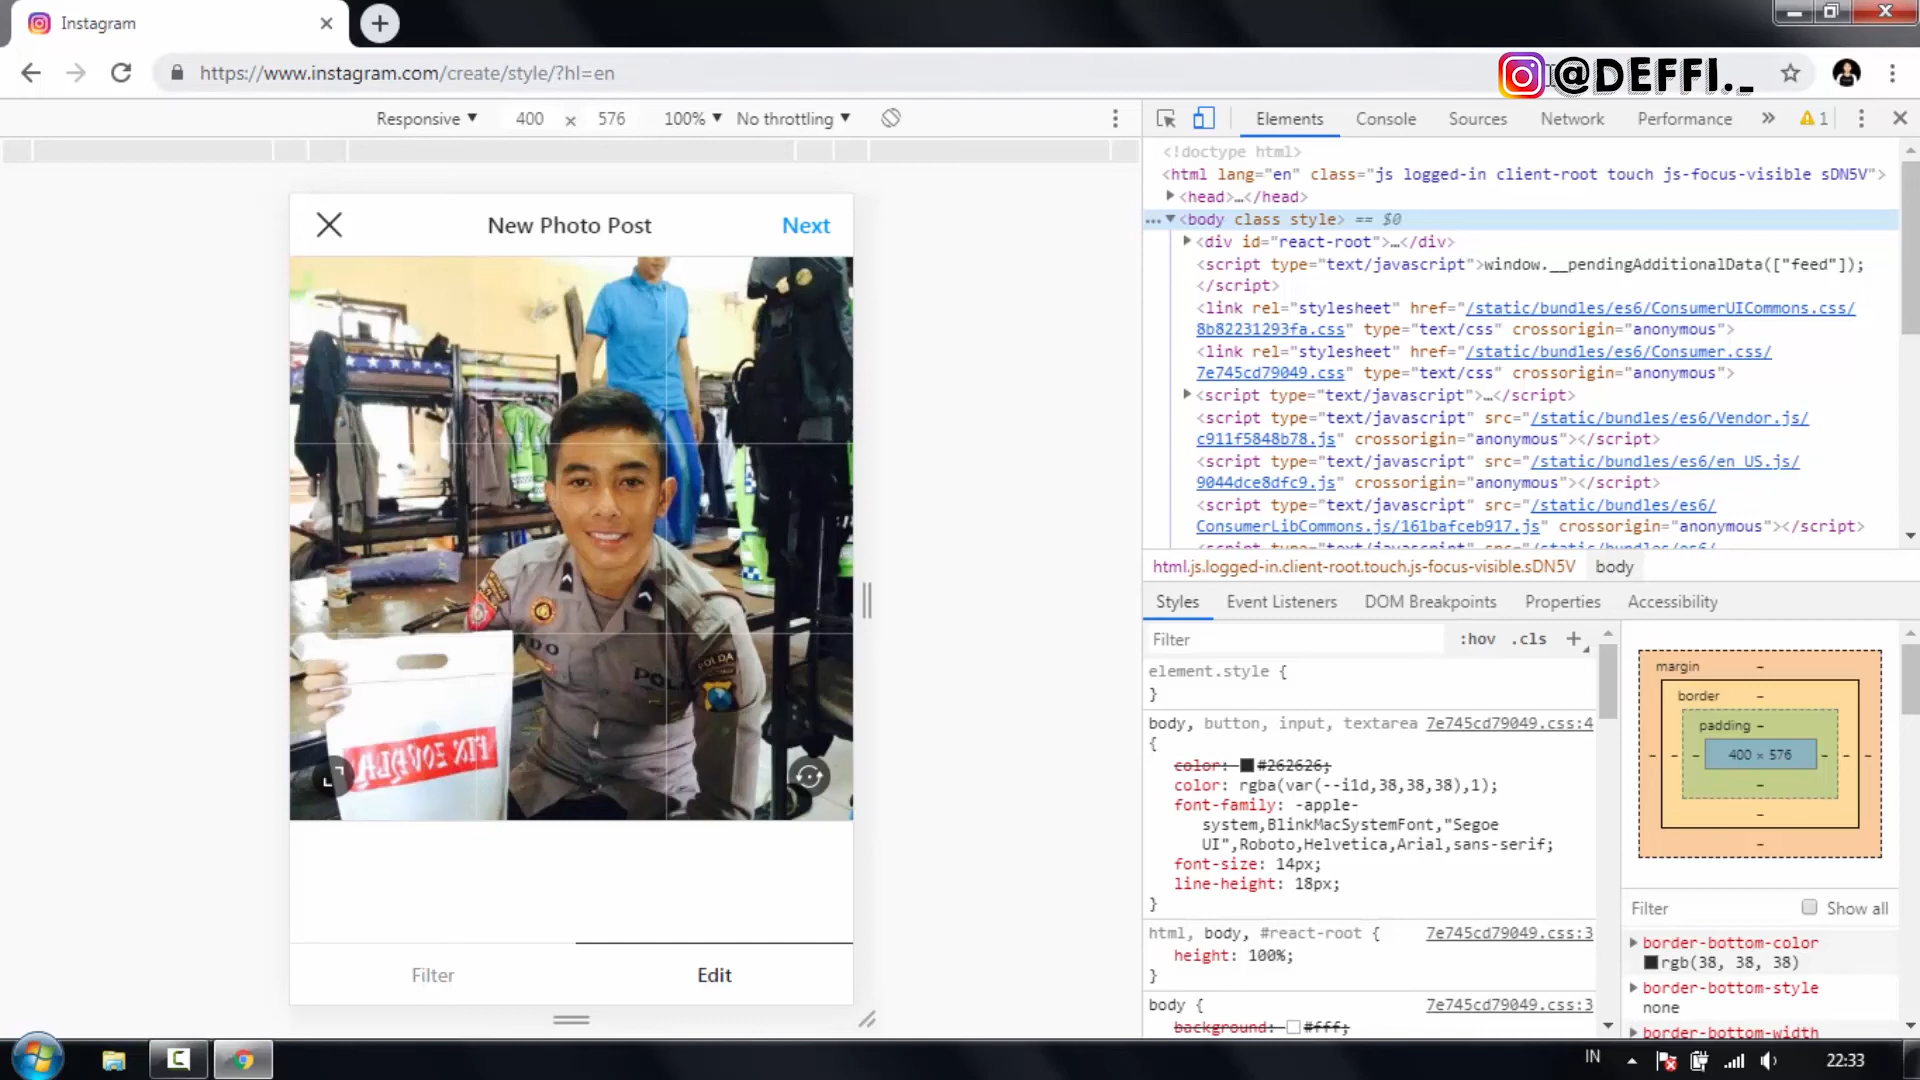 Instagram
https://www.instagram.com/create/style/?hl=en
@DEFFI._
Responsive
400 x 576
100%
No throttling
Elements
Console
Sources
Network
Performance
1
New Photo Post
Next
POLDA
FIX ZOVDLA
Filter
Edit
<!doctype html>
<html lang="en" class="js logged-in client-root touch js-focus-visible sDN5V">
<head>…</head>
<body class style> == $0
<div id="react-root">…</div>
<script type="text/javascript">window.__pendingAdditionalData(["feed"]);
</script>
<link rel="stylesheet" href="/static/bundles/es6/ConsumerUICommons.css/
8b82231293fa.css" type="text/css" crossorigin="anonymous">
<link rel="stylesheet" href="/static/bundles/es6/Consumer.css/
7e745cd79049.css" type="text/css" crossorigin="anonymous">
<script type="text/javascript">…</script>
<script type="text/javascript" src="/static/bundles/es6/Vendor.js/
c911f5848b78.js" crossorigin="anonymous"></script>
<script type="text/javascript" src="/static/bundles/es6/en_US.js/
9044dce8dfc9.js" crossorigin="anonymous"></script>
<script type="text/javascript" src="/static/bundles/es6/
ConsumerLibCommons.js/161bafceb917.js" crossorigin="anonymous"></script>
html.js.logged-in.client-root.touch.js-focus-visible.sDN5V body
Styles
Event Listeners
DOM Breakpoints
Properties
Accessibility
Filter
:hov .cls +
element.style {
}
body, button, input, textarea 7e745cd79049.css:4
{
color: #262626;
color: rgba(var(--i1d,38,38,38),1);
font-family: -apple-
system,BlinkMacSystemFont,"Segoe
UI",Roboto,Helvetica,Arial,sans-serif;
font-size: 14px;
line-height: 18px;
}
html, body, #react-root { 7e745cd79049.css:3
height: 100%;
}
body { 7e745cd79049.css:3
background: #fff;
margin –
border –
padding –
400 × 576
Filter
Show all
border-bottom-color
rgb(38, 38, 38)
border-bottom-style
none
border-bottom-width
IN
22:33